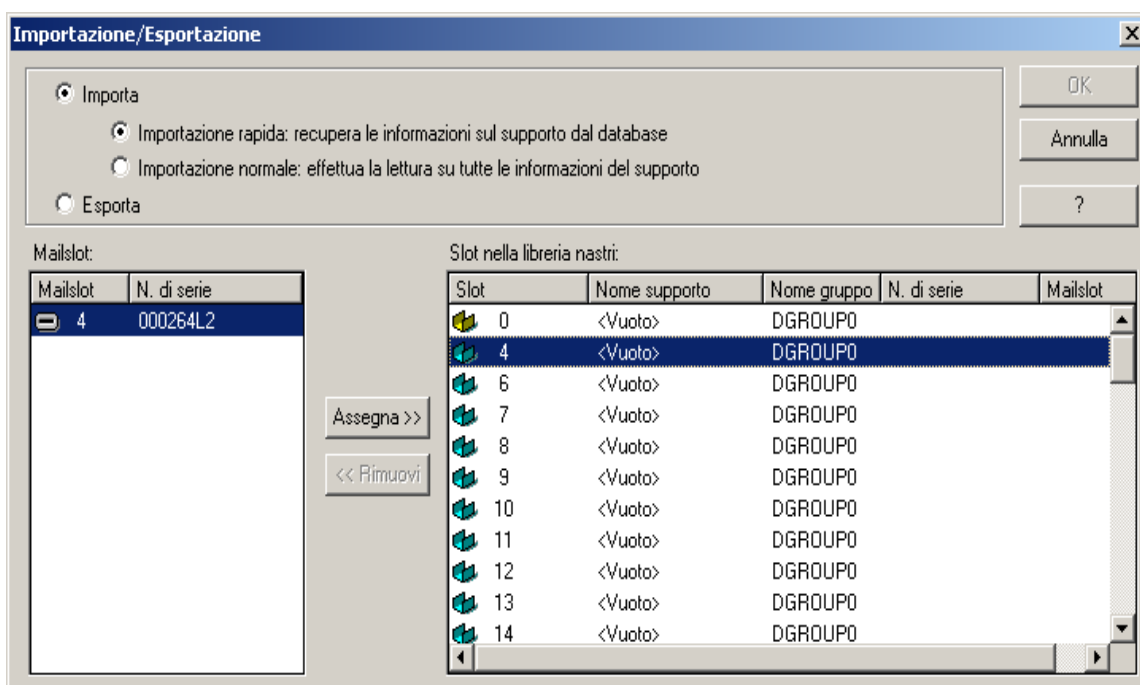 Importazione/Esportazione
Importa
Importazione rapida: recupera le informazioni sul supporto dal database
Importazione normale: effettua la lettura su tutte le informazioni del supporto
Esporta
OK
Annulla
?
Mailslot:
Mailslot N. di serie
4 000264L2
Assegna >>
<< Rimuovi
Slot nella libreria nastri:
Slot Nome supporto Nome gruppo N. di serie Mailslot
0 <Vuoto> DGROUP0
4 <Vuoto> DGROUP0
6 <Vuoto> DGROUP0
7 <Vuoto> DGROUP0
8 <Vuoto> DGROUP0
9 <Vuoto> DGROUP0
10 <Vuoto> DGROUP0
11 <Vuoto> DGROUP0
12 <Vuoto> DGROUP0
13 <Vuoto> DGROUP0
14 <Vuoto> DGROUP0